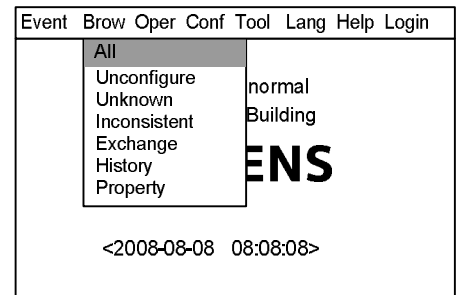 Event Brow Oper Conf Tool Lang Help Login
All
Unconfigure
Unknown
Inconsistent
Exchange
History
Property
normal
Building
ENS
<2008-08-08 08:08:08>